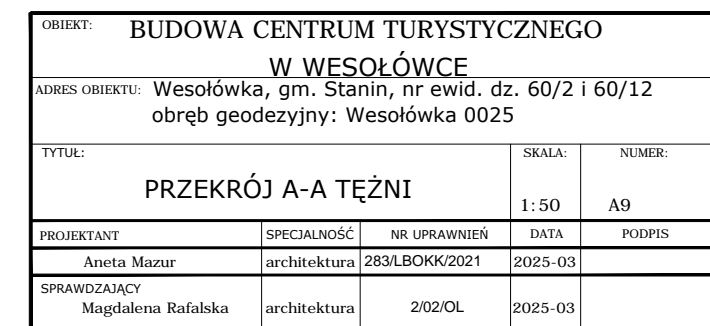 OBIEKT: BUDOWA CENTRUM TURYSTYCZNEGO
W WESOŁÓWCE
ADRES OBIEKTU: Wesołówka, gm. Stanin, nr ewid. dz. 60/2 i 60/12
obręb geodezyjny: Wesołówka 0025
TYTUŁ: SKALA: NUMER:
PRZEKRÓJ A-A TĘŻNI
1:50 A9
PROJEKTANT SPECJALNOŚĆ NR UPRAWNIEŃ DATA PODPIS
Aneta Mazur architektura 283/LBOKK/2021 2025-03
SPRAWDZAJĄCY
Magdalena Rafalska architektura 2/02/OL 2025-03